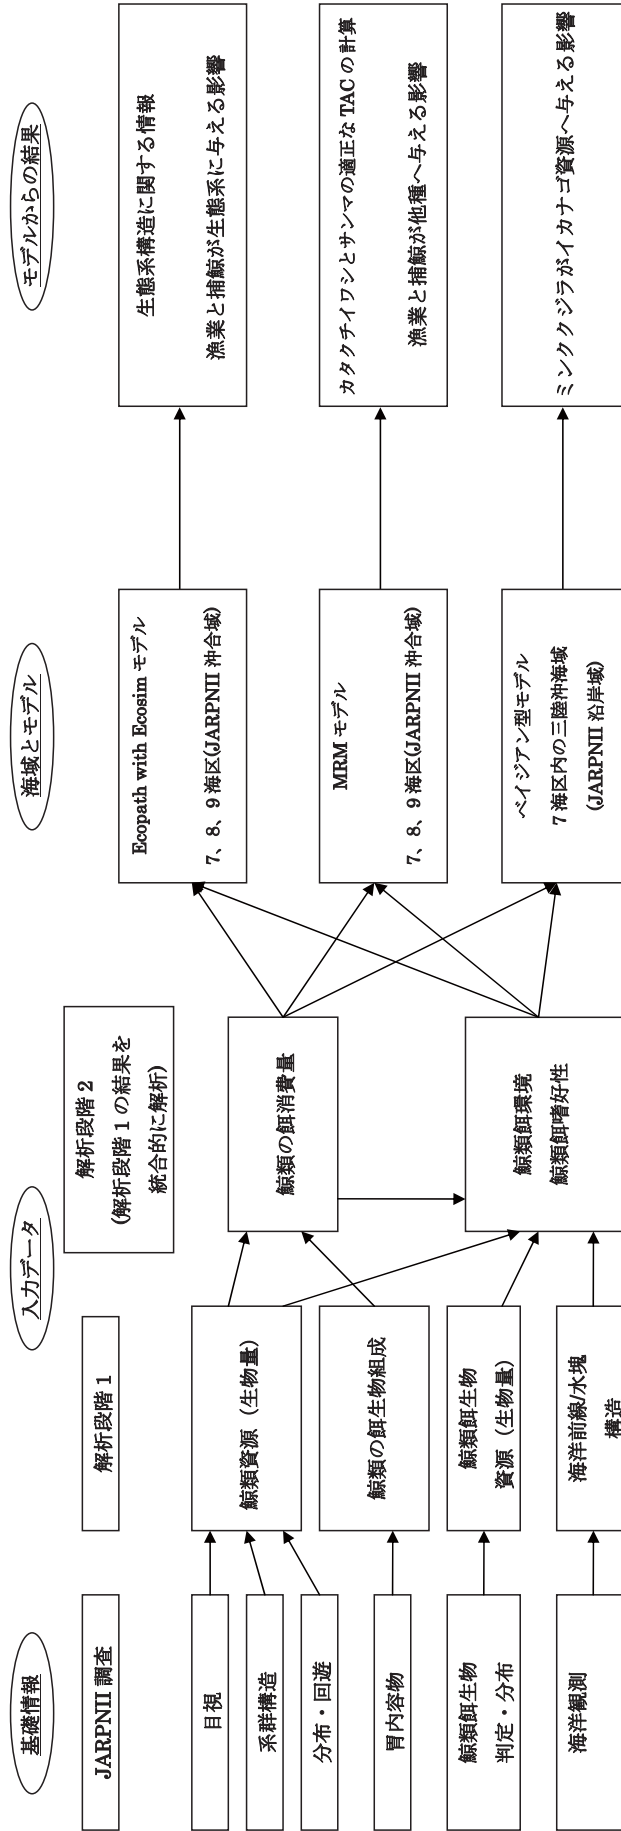 基礎情報
入力データ
海域とモデル
モデルからの結果
JARPNII 調査
解析段階 1
解析段階 2
(解析段階 1 の結果を
統合的に解析)
目視
系群構造
分布・回遊
胃内容物
鯨類餌生物
判定・分布
海洋観測
鯨類資源（生物量）
鯨類の餌生物組成
鯨類餌生物
資源（生物量）
海洋前線/水塊
構造
鯨類の餌消費量
鯨類餌環境
鯨類餌嗜好性
Ecopath with Ecosim モデル
7、8、9 海区(JARPNII 沖合域)
MRM モデル
7、8、9 海区(JARPNII 沖合域)
ベイジアン型モデル
7 海区内の三陸沖海域
(JARPNII 沿岸域)
生態系構造に関する情報
漁業と捕鯨が生態系に与える影響
カタクチイワシとサンマの適正な TAC の計算
漁業と捕鯨が他種へ与える影響
ミンククジラがイカナゴ資源へ与える影響